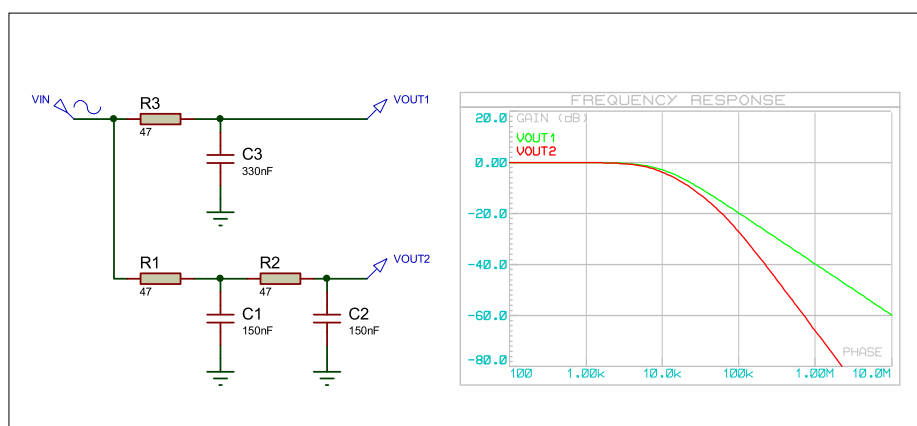 VIN
R3
47
VOUT1
C3
330nF
R1
47
R2
47
VOUT2
C1
150nF
C2
150nF
FREQUENCY RESPONSE
20.0
GAIN (dB)
VOUT1
VOUT2
0.00
-20.0
-40.0
-60.0
-80.0
PHASE
100
1.00k
10.0k
100k
1.00M
10.0M